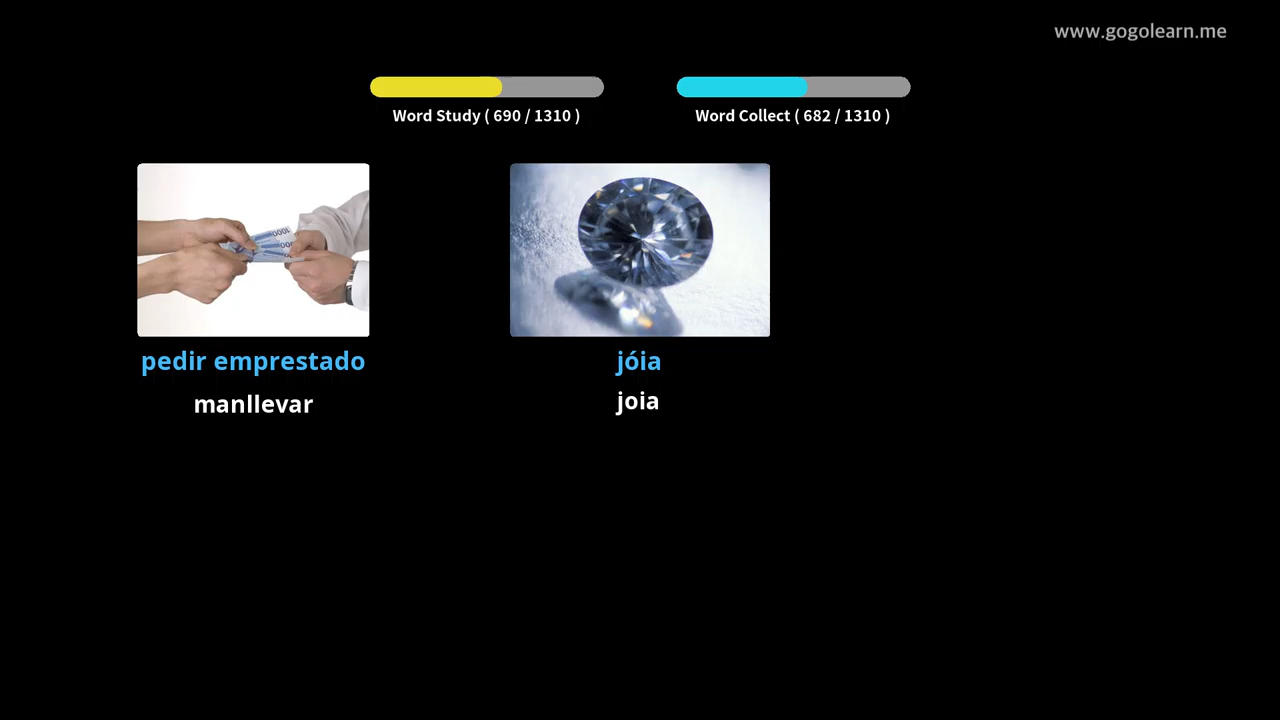 www.gogolearn.me
Word Study ( 690 / 1310 )
Word Collect ( 682 / 1310 )
pedir emprestado
manllevar
jóia
joia